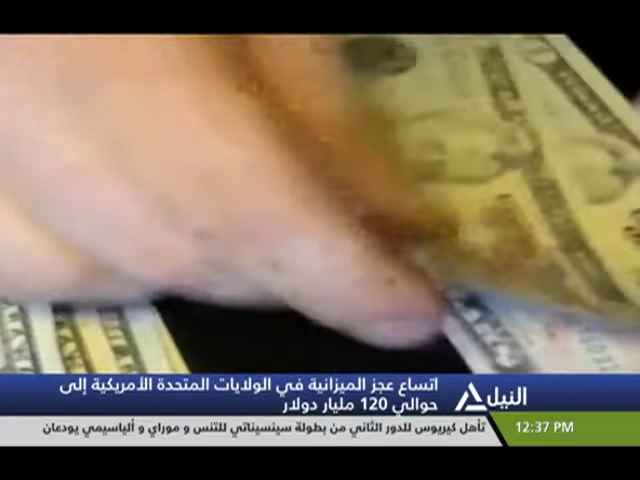 اتساع عجز الميزانية في الولايات المتحدة الأمريكية إلى
حوالي 120 مليار دولار
النيل
تأهل كيريوس للدور الثاني من بطولة سينسيناتي للتنس و موراي و ألياسيمي يودعان
12:37 PM